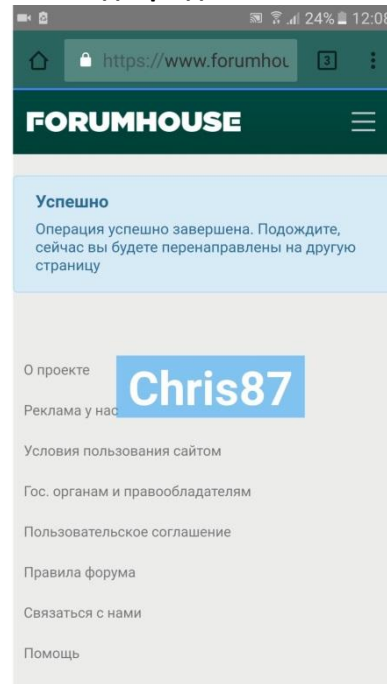 24% 12:08
https://www.forumhou
3
FORUMHOUSE
Успешно
Операция успешно завершена. Подождите,
сейчас вы будете перенаправлены на другую
страницу
О проекте
Chris87
Реклама у нас
Условия пользования сайтом
Гос. органам и правообладателям
Пользовательское соглашение
Правила форума
Связаться с нами
Помощь